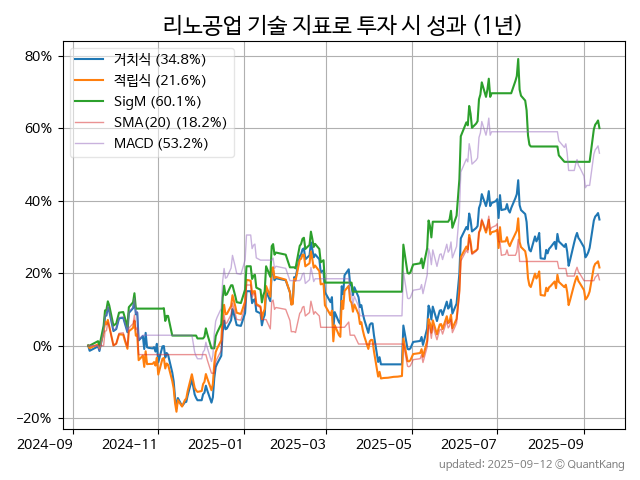 리노공업 기술 지표로 투자 시 성과 (1년)
80%
60%
40%
20%
0%
−20%
거치식 (34.8%)
적립식 (21.6%)
SigM (60.1%)
SMA(20) (18.2%)
MACD (53.2%)
2024-09 2024-11 2025-01 2025-03 2025-05 2025-07 2025-09
updated: 2025-09-12 © QuantKang